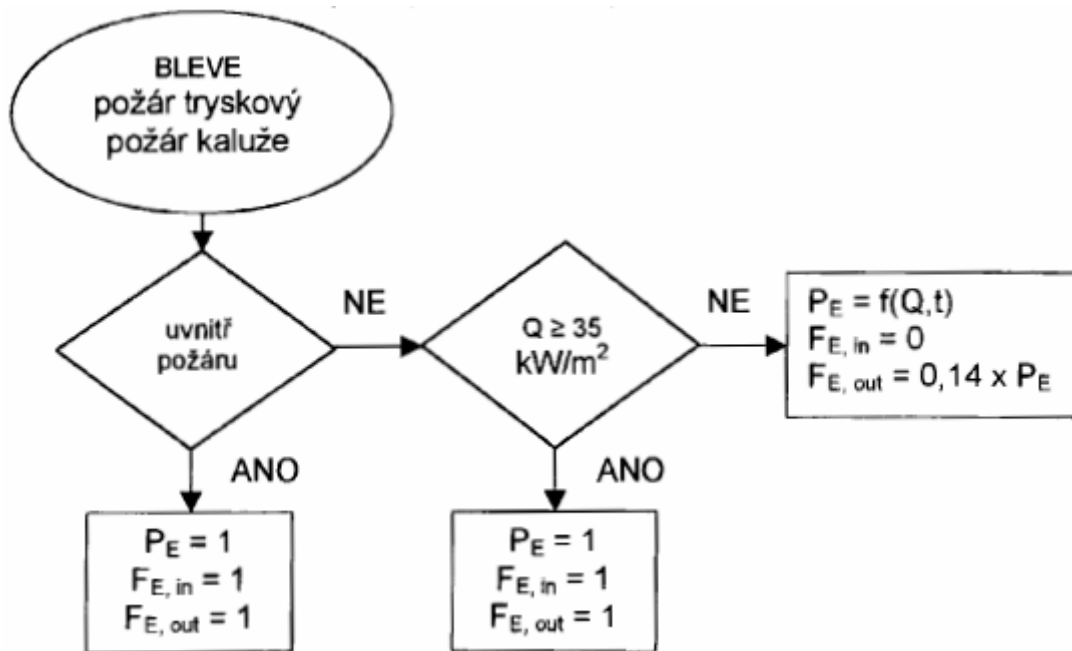 BLEVE
požár tryskový
požár kaluže
uvnitř
požáru
NE
Q ≥ 35
kW/m²
NE
P_E = f(Q,t)
F_E, in = 0
F_E, out = 0,14 x P_E
ANO
P_E = 1
F_E, in = 1
F_E, out = 1
ANO
P_E = 1
F_E, in = 1
F_E, out = 1